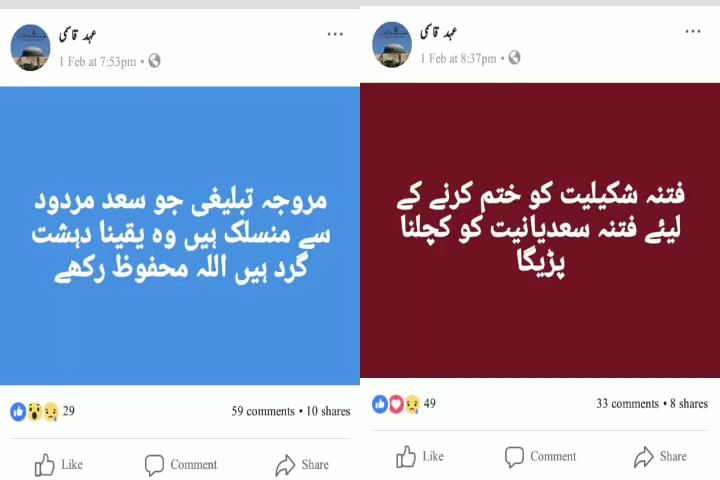 عہد قاسمی
1 Feb at 7:53pm •
مروجہ تبلیغی جو سعد مردود
سے منسلک ہیں وہ یقینا دہشت
گرد ہیں اللہ محفوظ رکھے
29
59 comments • 10 shares
Like
Comment
Share
عہد قاسمی
1 Feb at 8:37pm •
فتنہ شکیلیت کو ختم کرنے کے
لیئے فتنہ سعدیانیت کو کچلنا
پڑیگا
49
33 comments • 8 shares
Like
Comment
Share